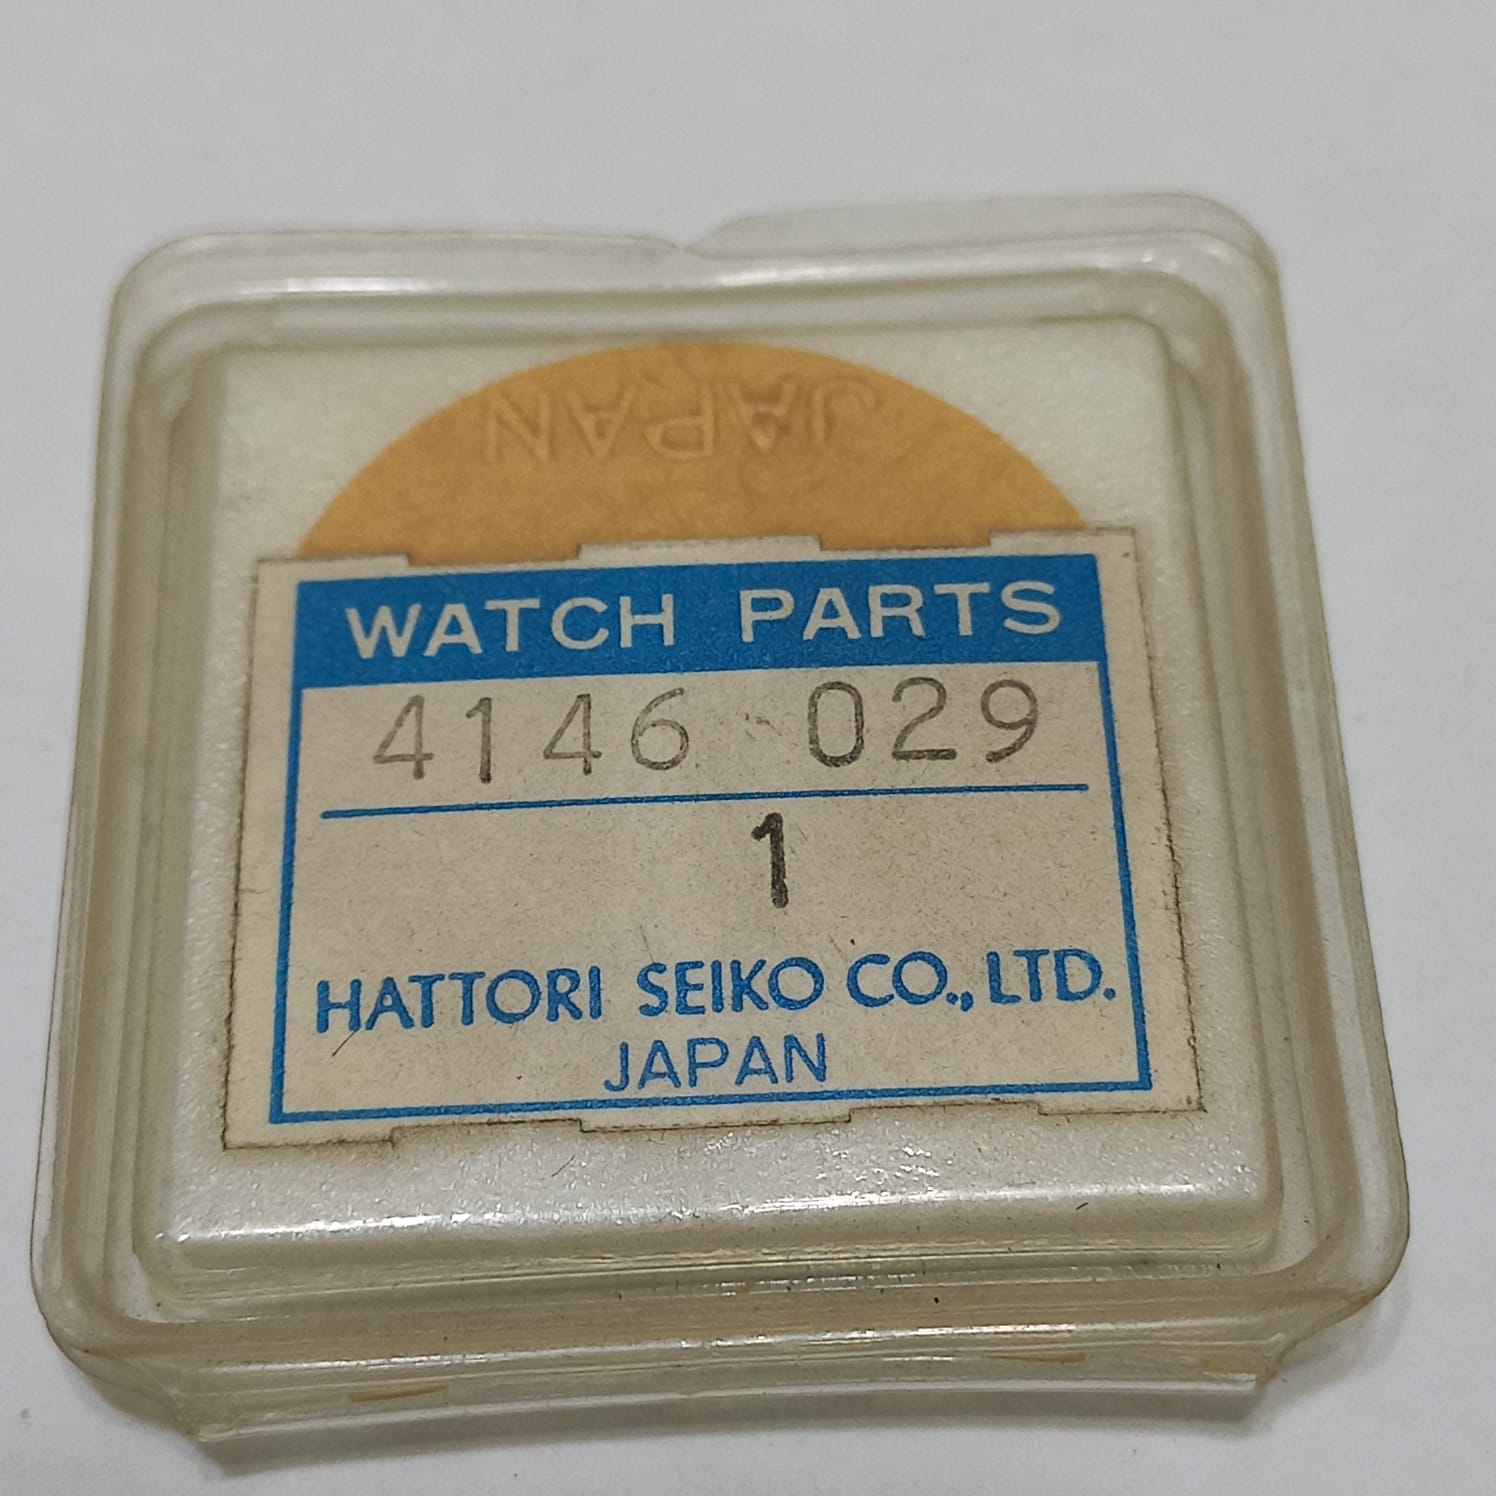 JAPAN
WATCH PARTS
4146 029
1
HATTORI SEIKO CO., LTD.
JAPAN